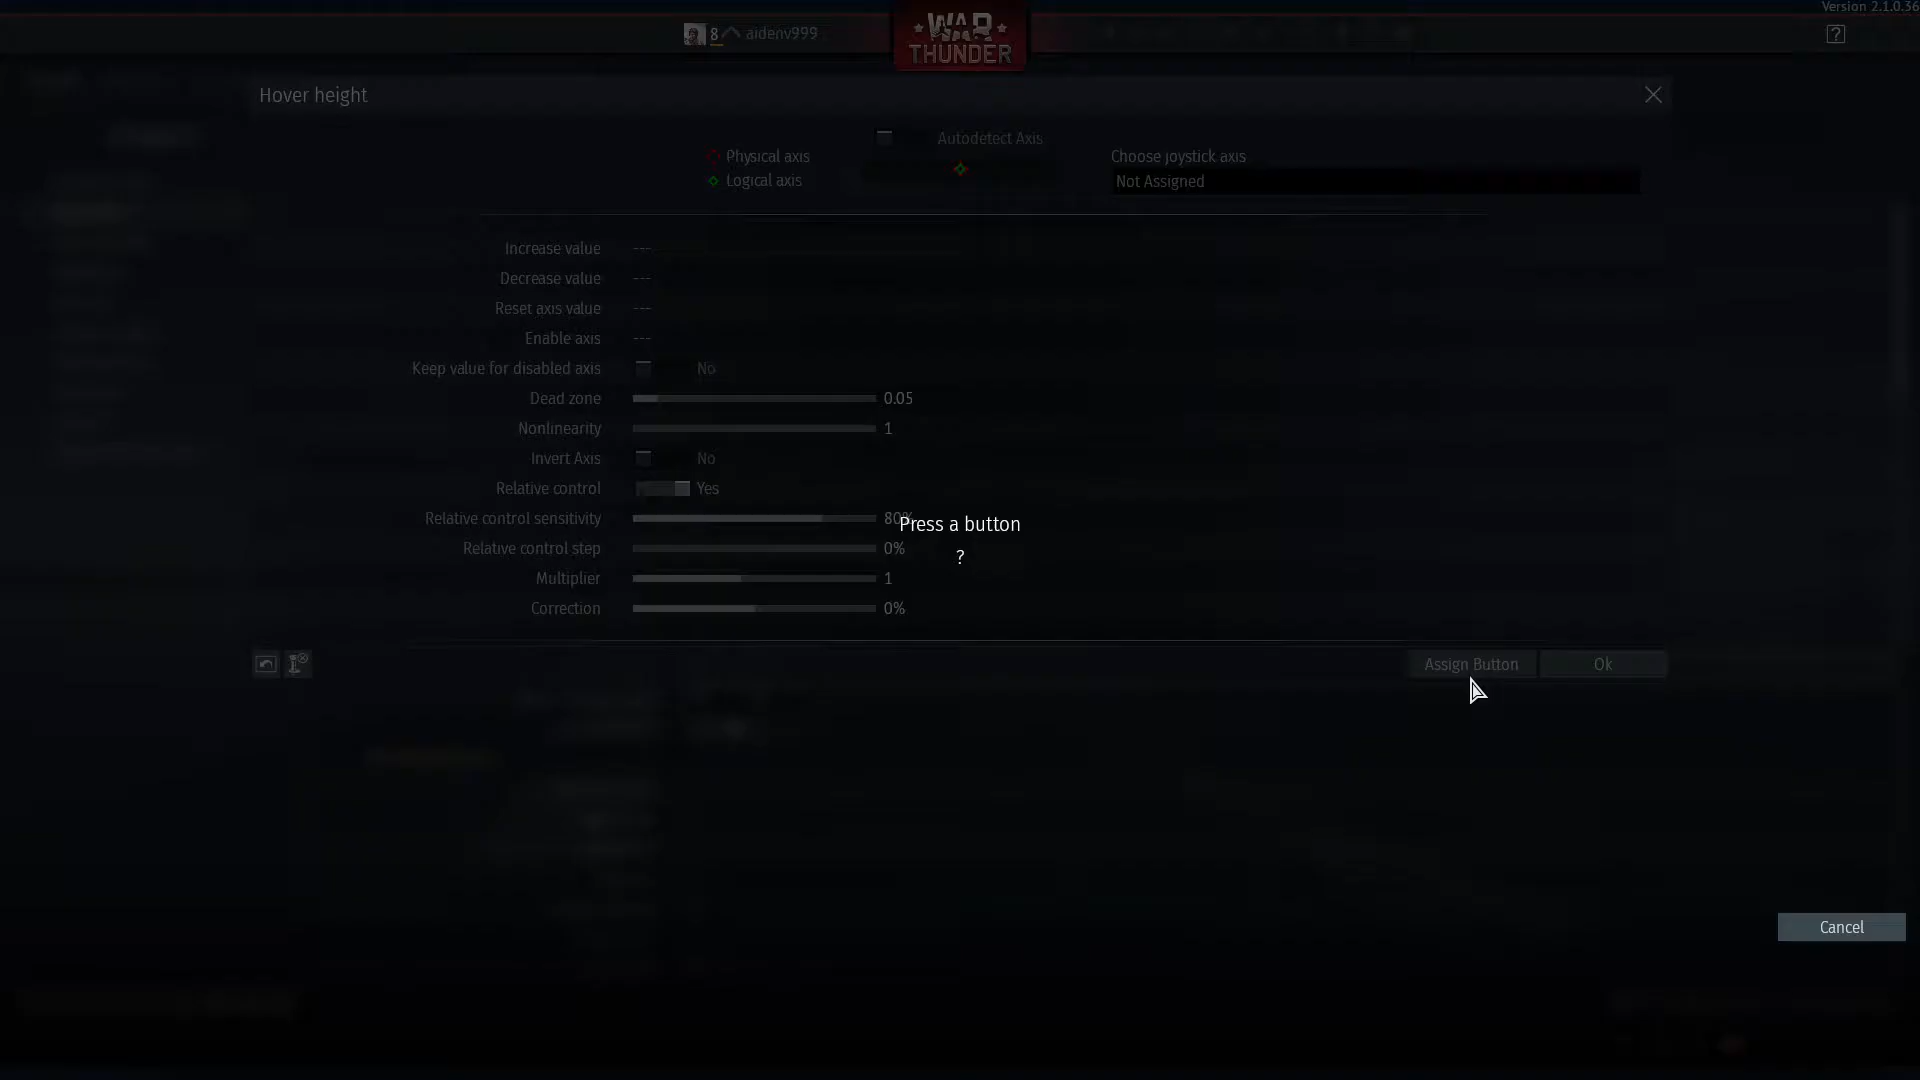 Version 2.1.0.36
8 aidenv999
WAR THUNDER
?
Hover height
Autodetect Axis
Physical axis
Logical axis
Choose joystick axis
Not Assigned
Increase value ---
Decrease value ---
Reset axis value ---
Enable axis ---
Keep value for disabled axis No
Dead zone 0.05
Nonlinearity 1
Invert Axis No
Relative control Yes
Relative control sensitivity 80%
Press a button
Relative control step 0%
?
Multiplier 1
Correction 0%
Assign Button Ok
Cancel